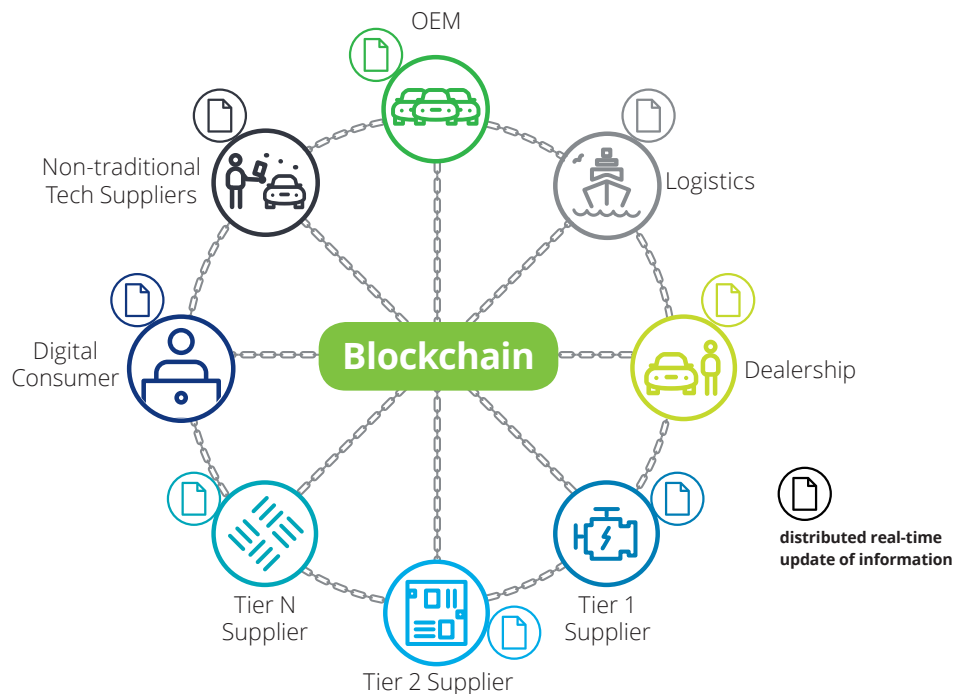 OEM
Non-traditional
Tech Suppliers
Logistics
Digital
Consumer
Blockchain
Dealership
distributed real-time
update of information
Tier N
Supplier
Tier 1
Supplier
Tier 2 Supplier